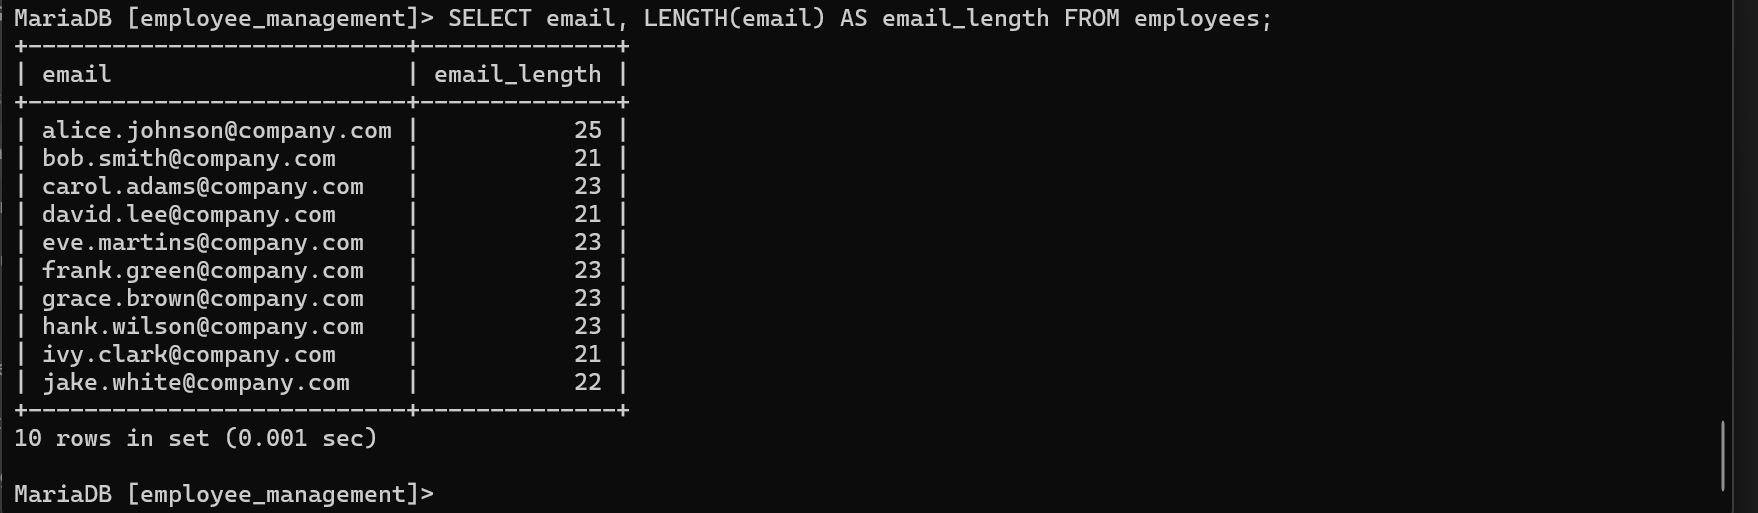 MariaDB [employee_management]> SELECT email, LENGTH(email) AS email_length FROM employees;
+---------------------------+--------------+
| email                     | email_length |
+---------------------------+--------------+
| alice.johnson@company.com |           25 |
| bob.smith@company.com     |           21 |
| carol.adams@company.com   |           23 |
| david.lee@company.com     |           21 |
| eve.martins@company.com   |           23 |
| frank.green@company.com   |           23 |
| grace.brown@company.com   |           23 |
| hank.wilson@company.com   |           23 |
| ivy.clark@company.com     |           21 |
| jake.white@company.com    |           22 |
+---------------------------+--------------+
10 rows in set (0.001 sec)
MariaDB [employee_management]>